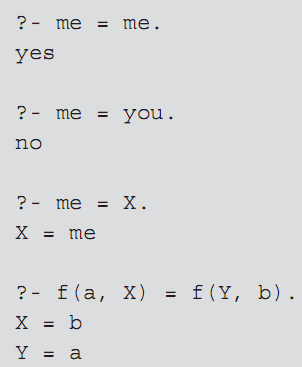 ?- me = me.
yes
?- me = you.
no
?- me = X.
X = me
?- f(a, X) = f(Y, b).
X = b
Y = a